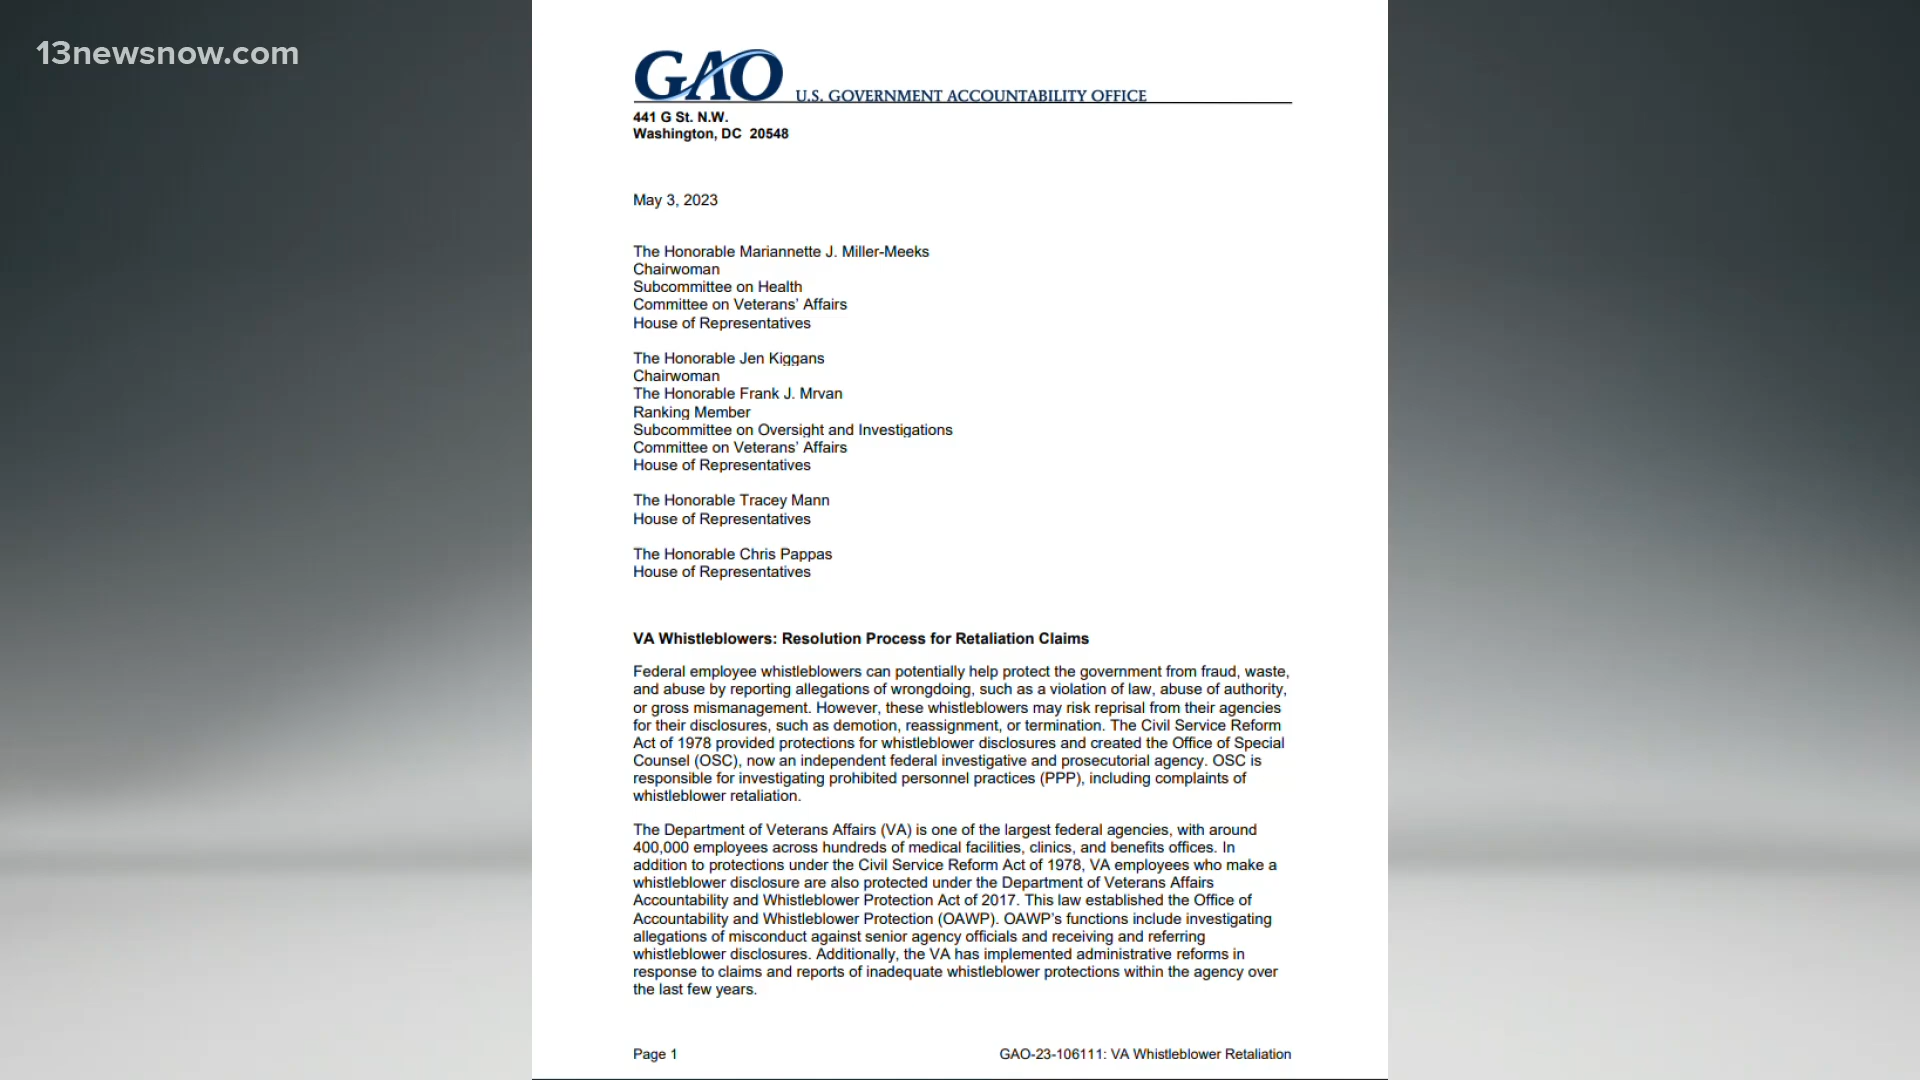 13newsnow.com
GAO U.S. GOVERNMENT ACCOUNTABILITY OFFICE
441 G St. N.W.
Washington, DC 20548
May 3, 2023
The Honorable Mariannette J. Miller-Meeks
Chairwoman
Subcommittee on Health
Committee on Veterans’ Affairs
House of Representatives
The Honorable Jen Kiggans
Chairwoman
The Honorable Frank J. Mrvan
Ranking Member
Subcommittee on Oversight and Investigations
Committee on Veterans’ Affairs
House of Representatives
The Honorable Tracey Mann
House of Representatives
The Honorable Chris Pappas
House of Representatives
VA Whistleblowers: Resolution Process for Retaliation Claims
Federal employee whistleblowers can potentially help protect the government from fraud, waste,
and abuse by reporting allegations of wrongdoing, such as a violation of law, abuse of authority,
or gross mismanagement. However, these whistleblowers may risk reprisal from their agencies
for their disclosures, such as demotion, reassignment, or termination. The Civil Service Reform
Act of 1978 provided protections for whistleblower disclosures and created the Office of Special
Counsel (OSC), now an independent federal investigative and prosecutorial agency. OSC is
responsible for investigating prohibited personnel practices (PPP), including complaints of
whistleblower retaliation.
The Department of Veterans Affairs (VA) is one of the largest federal agencies, with around
400,000 employees across hundreds of medical facilities, clinics, and benefits offices. In
addition to protections under the Civil Service Reform Act of 1978, VA employees who make a
whistleblower disclosure are also protected under the Department of Veterans Affairs
Accountability and Whistleblower Protection Act of 2017. This law established the Office of
Accountability and Whistleblower Protection (OAWP). OAWP’s functions include investigating
allegations of misconduct against senior agency officials and receiving and referring
whistleblower disclosures. Additionally, the VA has implemented administrative reforms in
response to claims and reports of inadequate whistleblower protections within the agency over
the last few years.
Page 1 GAO-23-106111: VA Whistleblower Retaliation